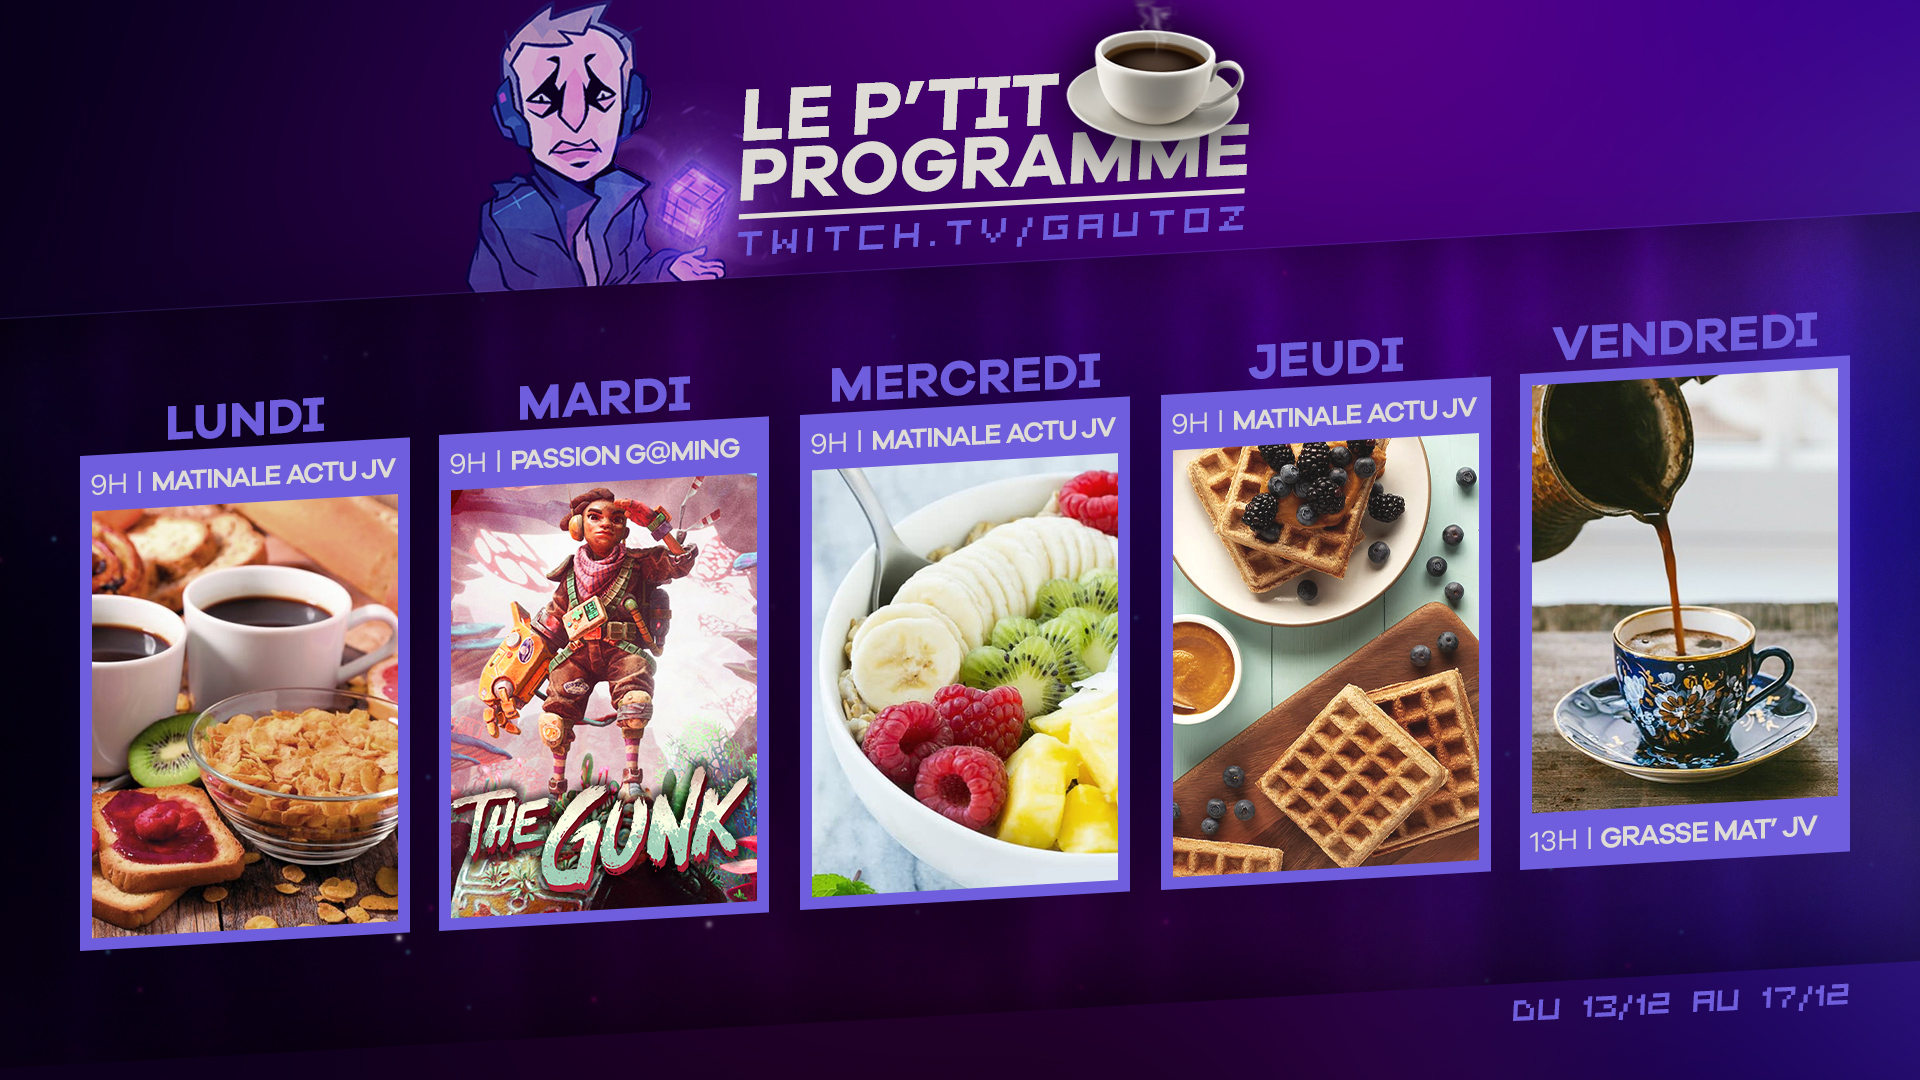 LE P'TIT
PROGRAMME
TWITCH.TV/GAUTOZ
LUNDI
9H | MATINALE ACTU JV
MARDI
9H | PASSION G@MING
THE GUNK
MERCREDI
9H | MATINALE ACTU JV
JEUDI
9H | MATINALE ACTU JV
VENDREDI
13H | GRASSE MAT' JV
DU 13/12 AU 17/12